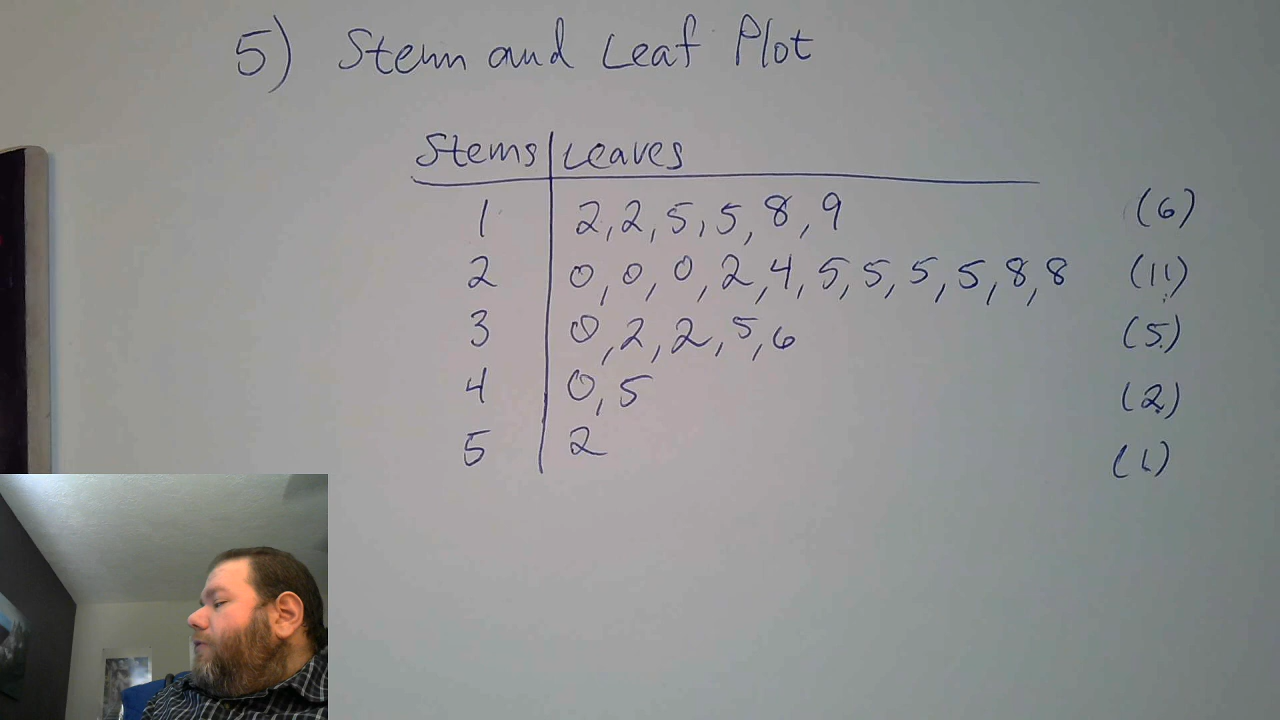 5) Stem and Leaf Plot
Stems Leaves
1 2,2,5,5,8,9 (6)
2 0,0,0,2,4,5,5,5,5,8,8 (11)
3 0,2,2,5,6 (5)
4 0,5 (2)
5 2 (1)